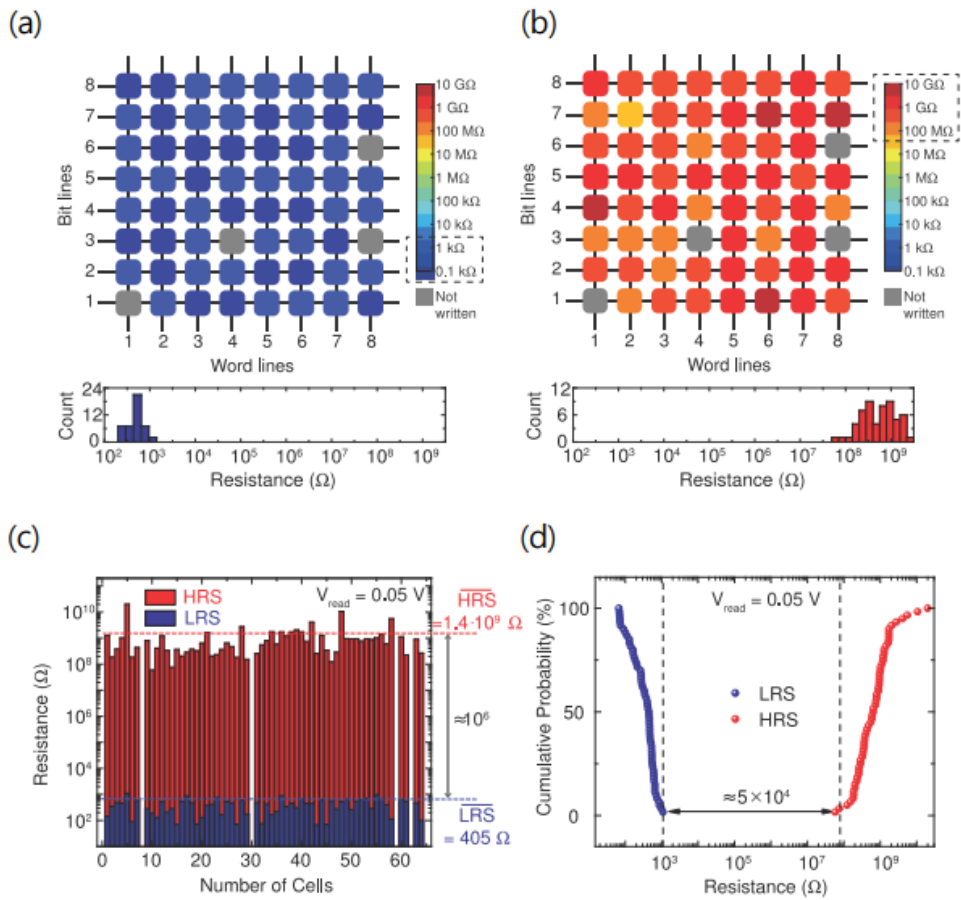 (a)
8
7
6
5
4
3
2
1
Bit lines
1 2 3 4 5 6 7 8
Word lines
10 GΩ
1 GΩ
100 MΩ
10 MΩ
1 MΩ
100 kΩ
10 kΩ
1 kΩ
0.1 kΩ
Not
written
24
12
0
Count
10² 10³ 10⁴ 10⁵ 10⁶ 10⁷ 10⁸ 10⁹
Resistance (Ω)
(b)
8
7
6
5
4
3
2
1
Bit lines
1 2 3 4 5 6 7 8
Word lines
10 GΩ
1 GΩ
100 MΩ
10 MΩ
1 MΩ
100 kΩ
10 kΩ
1 kΩ
0.1 kΩ
Not
written
12
6
0
Count
10² 10³ 10⁴ 10⁵ 10⁶ 10⁷ 10⁸ 10⁹
Resistance (Ω)
(c)
HRS
LRS
V_read = 0.05 V
HRS
=1.4·10⁹ Ω
≈10⁶
LRS
= 405 Ω
10¹⁰
10⁸
10⁶
10⁴
10²
Resistance (Ω)
0 10 20 30 40 50 60
Number of Cells
(d)
V_read = 0.05 V
100
50
0
Cumulative Probability (%)
LRS
HRS
≈5×10⁴
10³ 10⁵ 10⁷ 10⁹
Resistance (Ω)